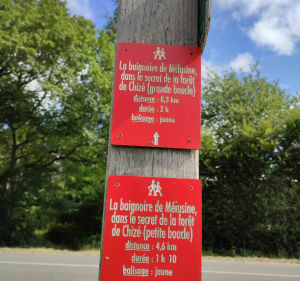 La baignoire de Mélusine,
dans le secret de la forêt
de Chizé (grande boucle)
distance : 8,3 km
durée : 2 h
balisage : jaune
La baignoire de Mélusine,
dans le secret de la forêt
de Chizé (petite boucle)
distance : 4,6 km
durée : 1 h 10
balisage : jaune